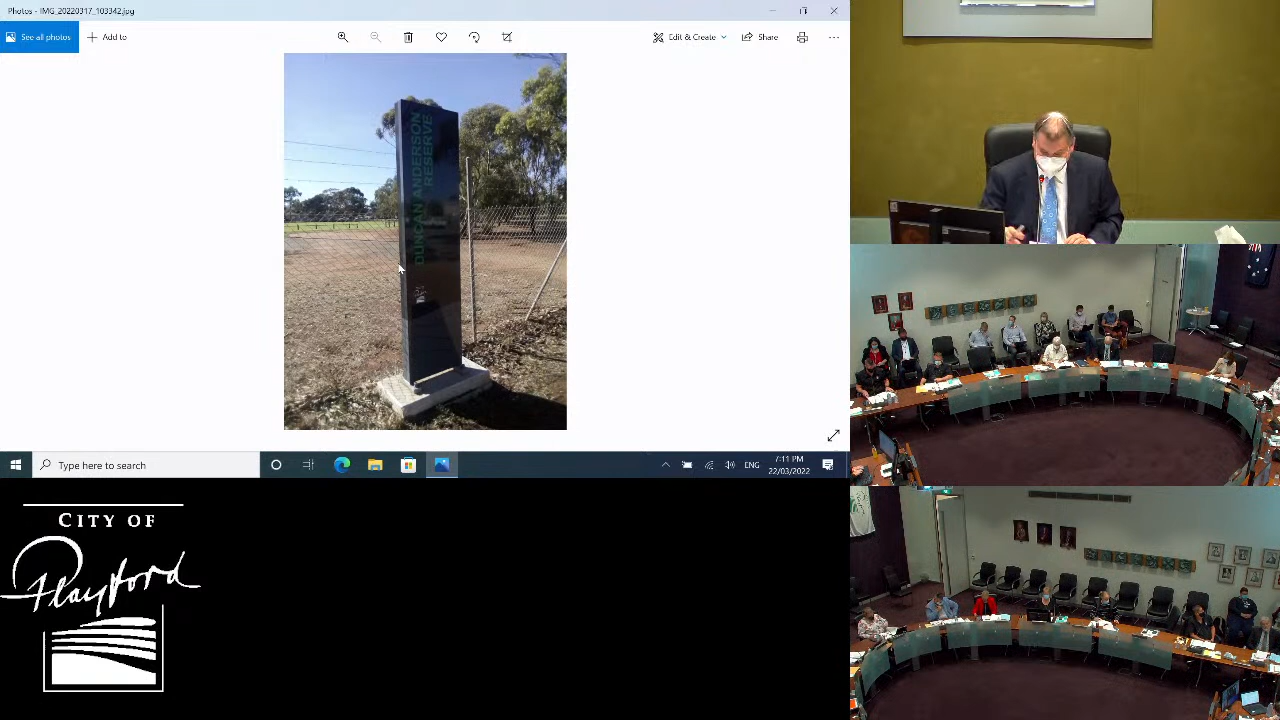 Photos - IMG_20220317_103342.jpg
See all photos
Add to
Edit & Create
Share
DUNCAN ANDERSON
RESERVE
Type here to search
ENG
7:11 PM
22/03/2022
CITY OF
Playford